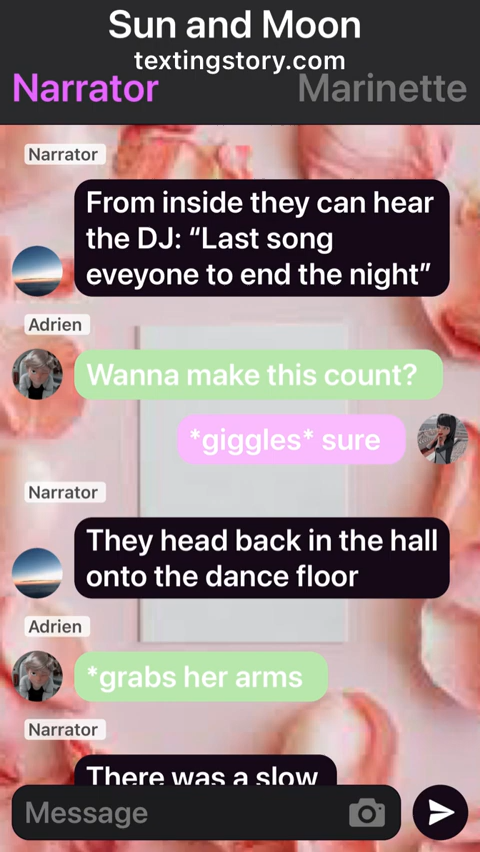 Sun and Moon
textingstory.com
Narrator Marinette
Narrator
From inside they can hear
the DJ: “Last song
eveyone to end the night”
Adrien
Wanna make this count?
*giggles* sure
Narrator
They head back in the hall
onto the dance floor
Adrien
*grabs her arms
Narrator
There was a slow
Message